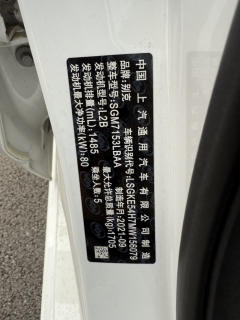 中国 上汽通用汽车有限公司
品牌:别克 车辆识别代号:LSGKE54H7MW156079
整车型号:SGM7153LBAA 制造年月:2021-09
发动机型号:L2B 乘坐人数:5
发动机排量(mL):1485 最大允许总质量(kg):1705
发动机最大净功率(kW):80